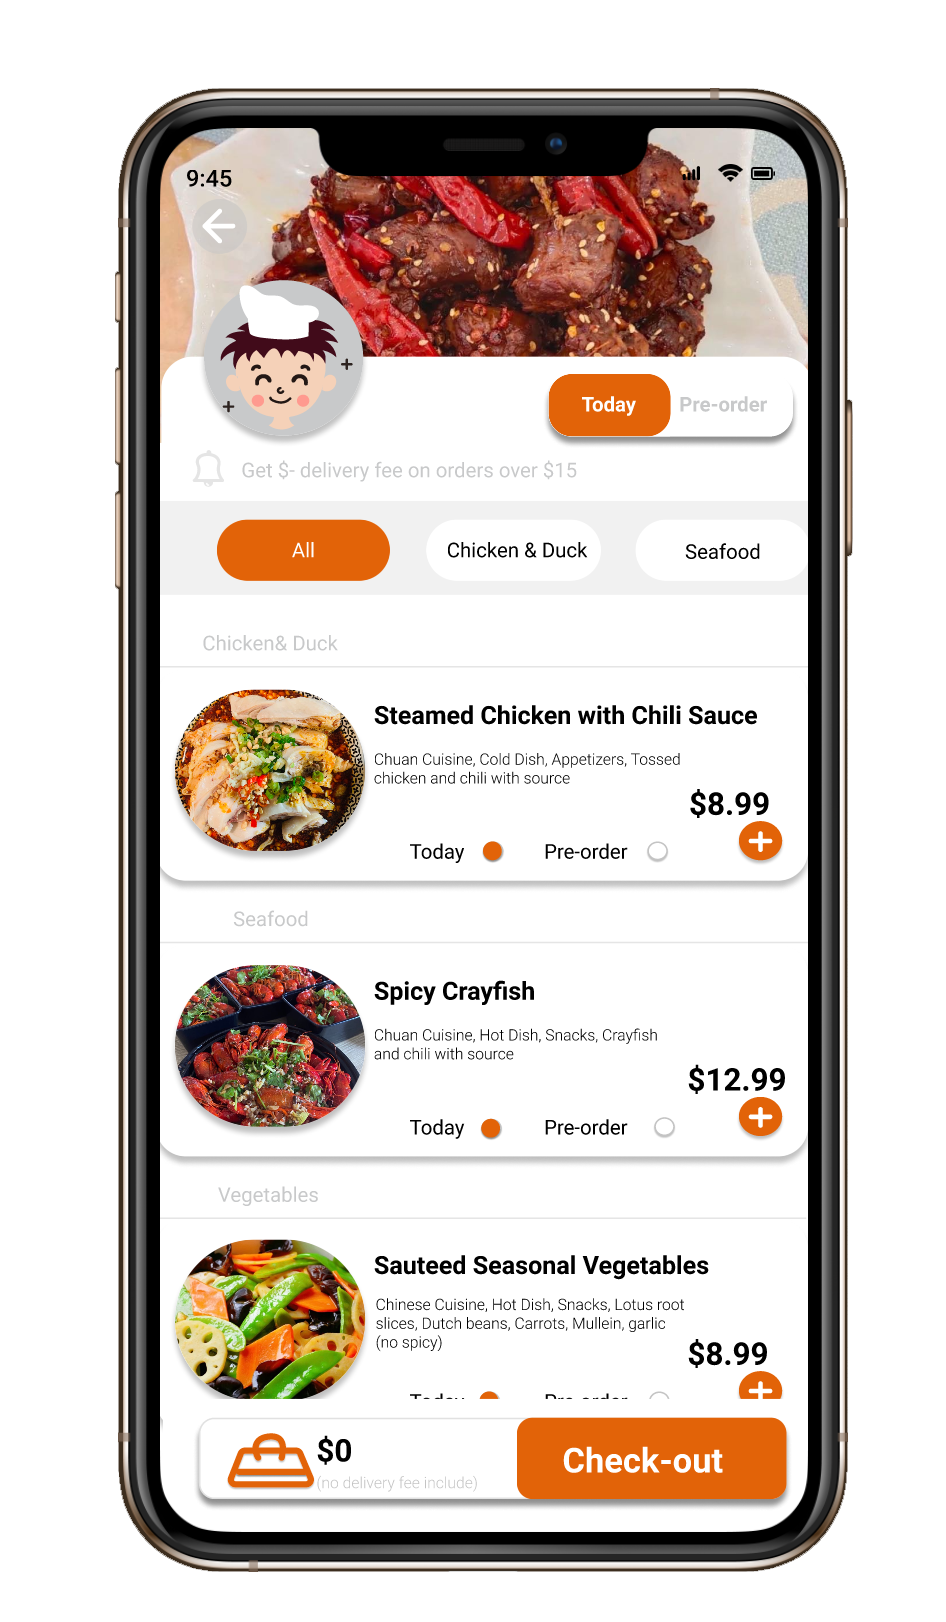 9:45
Today Pre-order
Get $- delivery fee on orders over $15
All Chicken & Duck Seafood
Chicken& Duck
Steamed Chicken with Chili Sauce
Chuan Cuisine, Cold Dish, Appetizers, Tossed
chicken and chili with source
$8.99
Today Pre-order
Seafood
Spicy Crayfish
Chuan Cuisine, Hot Dish, Snacks, Crayfish
and chili with source
$12.99
Today Pre-order
Vegetables
Sauteed Seasonal Vegetables
Chinese Cuisine, Hot Dish, Snacks, Lotus root
slices, Dutch beans, Carrots, Mullein, garlic
(no spicy)
$8.99
Today Pre-order
$0
(no delivery fee include)
Check-out